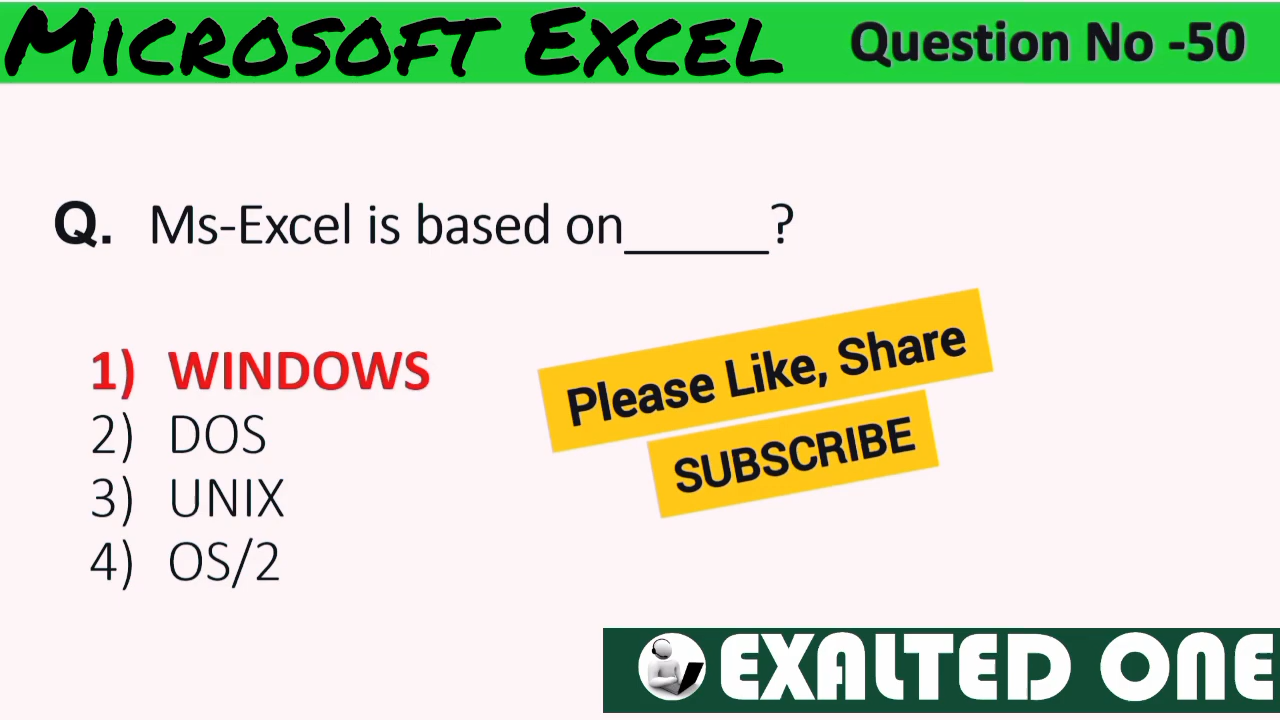 Microsoft Excel
Question No -50
Q. Ms-Excel is based on______?
1) WINDOWS
2) DOS
3) UNIX
4) OS/2
Please Like, Share
SUBSCRIBE
EXALTED ONE